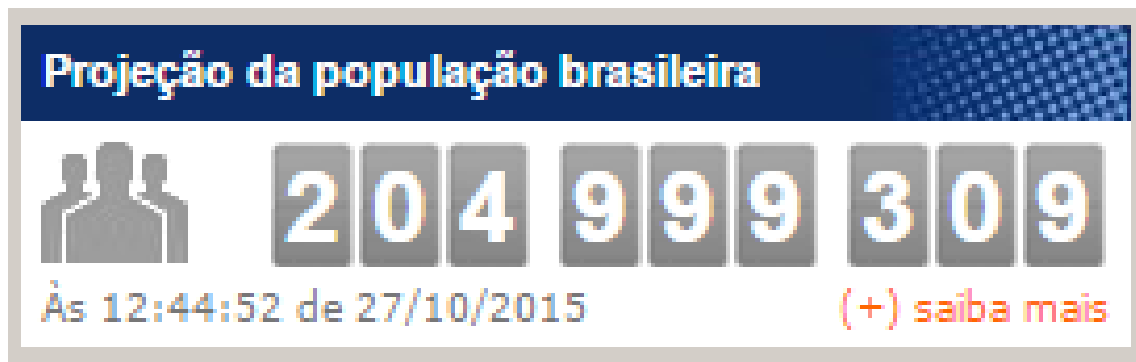 Projeção da população brasileira
204 999 309
Às 12:44:52 de 27/10/2015 (+) saiba mais